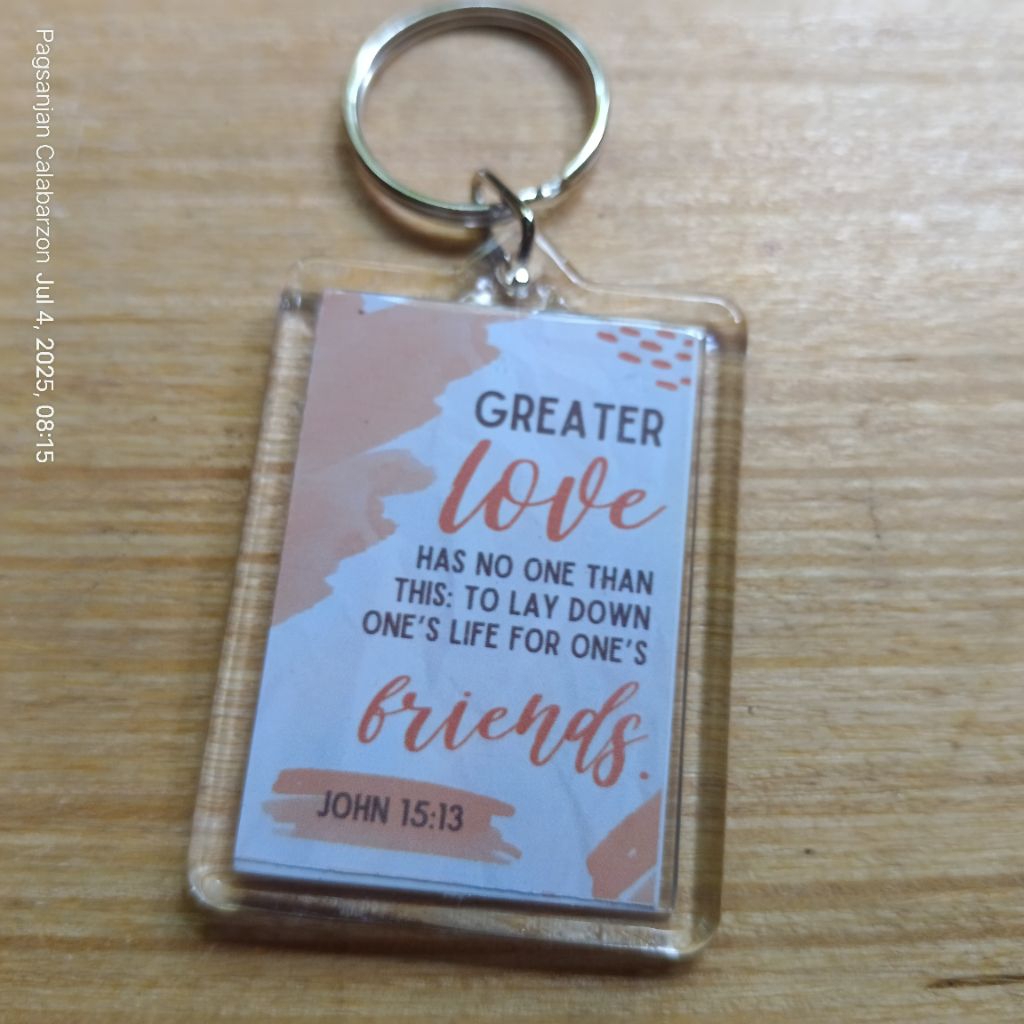 Pagsanjan Calabarzon Jul 4, 2025, 08:15
GREATER
love
HAS NO ONE THAN
THIS: TO LAY DOWN
ONE'S LIFE FOR ONE'S
friends.
JOHN 15:13